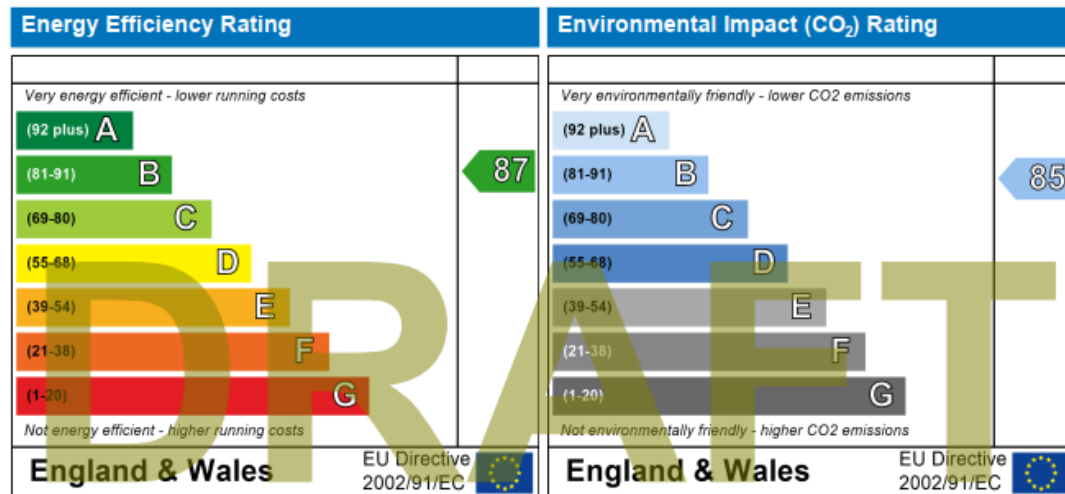 Energy Efficiency Rating
Very energy efficient - lower running costs
(92 plus) A
(81-91) B
87
(69-80) C
(55-68) D
(39-54) E
(21-38) F
(1-20) G
Not energy efficient - higher running costs
England & Wales
EU Directive
2002/91/EC
Environmental Impact (CO₂) Rating
Very environmentally friendly - lower CO2 emissions
(92 plus) A
(81-91) B
85
(69-80) C
(55-68) D
(39-54) E
(21-38) F
(1-20) G
Not environmentally friendly - higher CO2 emissions
England & Wales
EU Directive
2002/91/EC
DRAFT